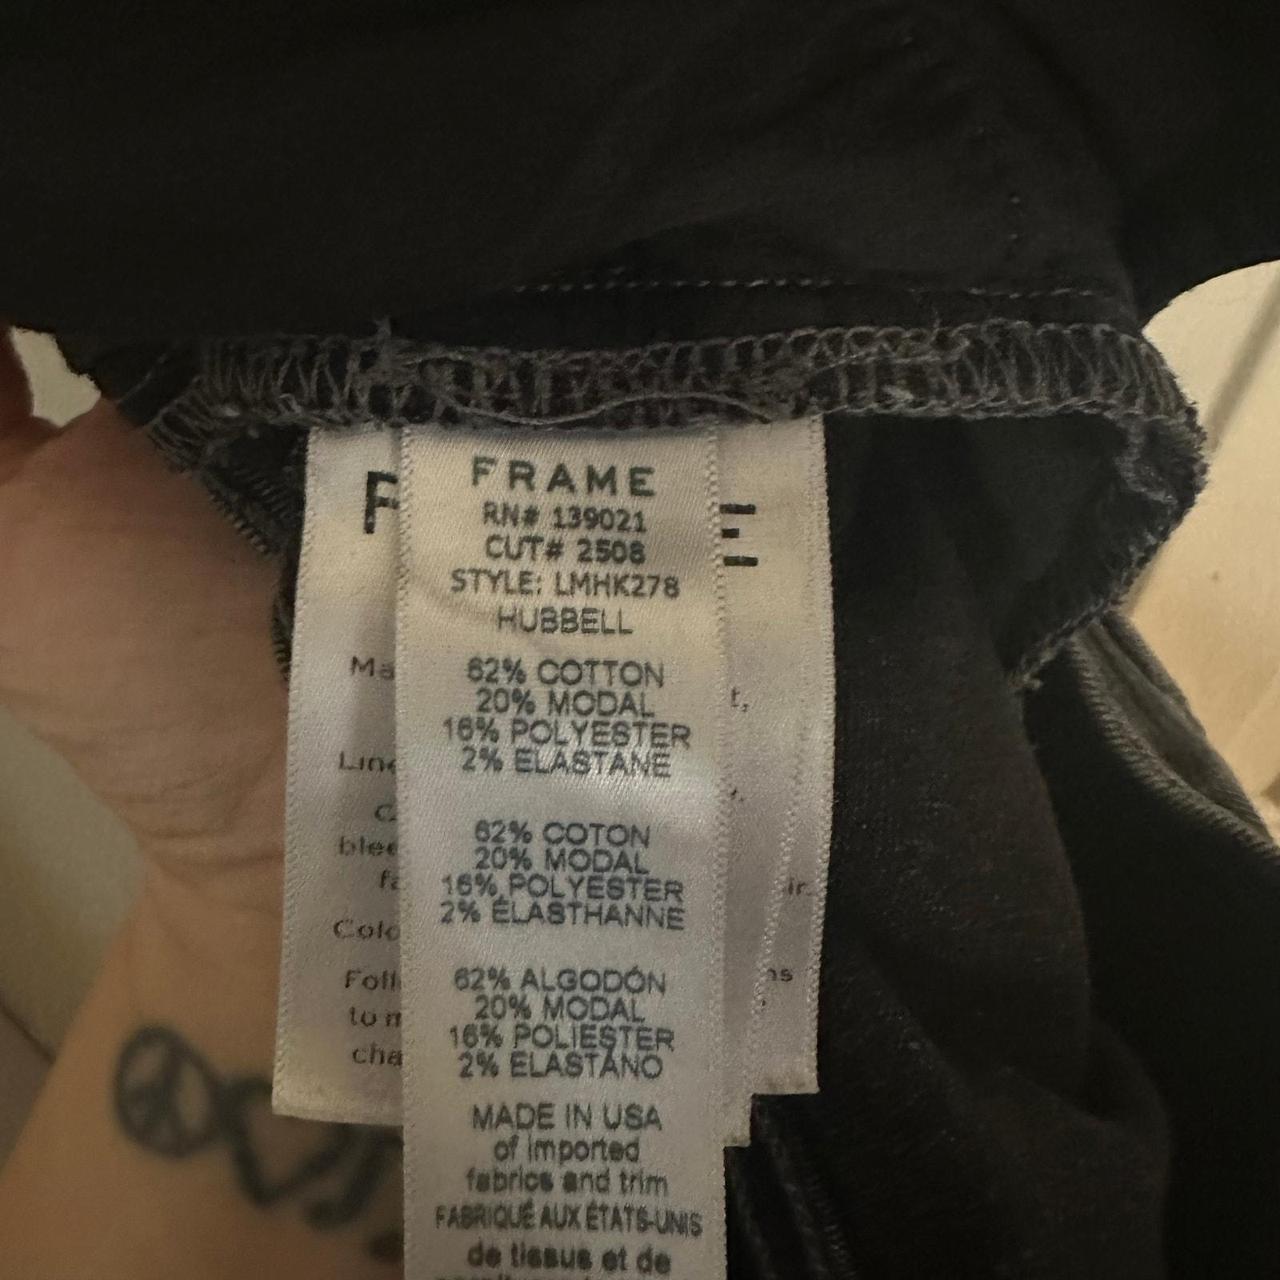 FRAME
RN# 139021
CUT# 2508
STYLE: LMHK278
HUBBELL
62% COTTON
20% MODAL
16% POLYESTER
2% ELASTANE
62% COTON
20% MODAL
16% POLYESTER
2% ÉLASTHANNE
62% ALGODÓN
20% MODAL
16% POLIESTER
2% ELASTANO
MADE IN USA
of imported
fabrics and trim
FABRIQUÉ AUX ÉTATS-UNIS
de tissus et de